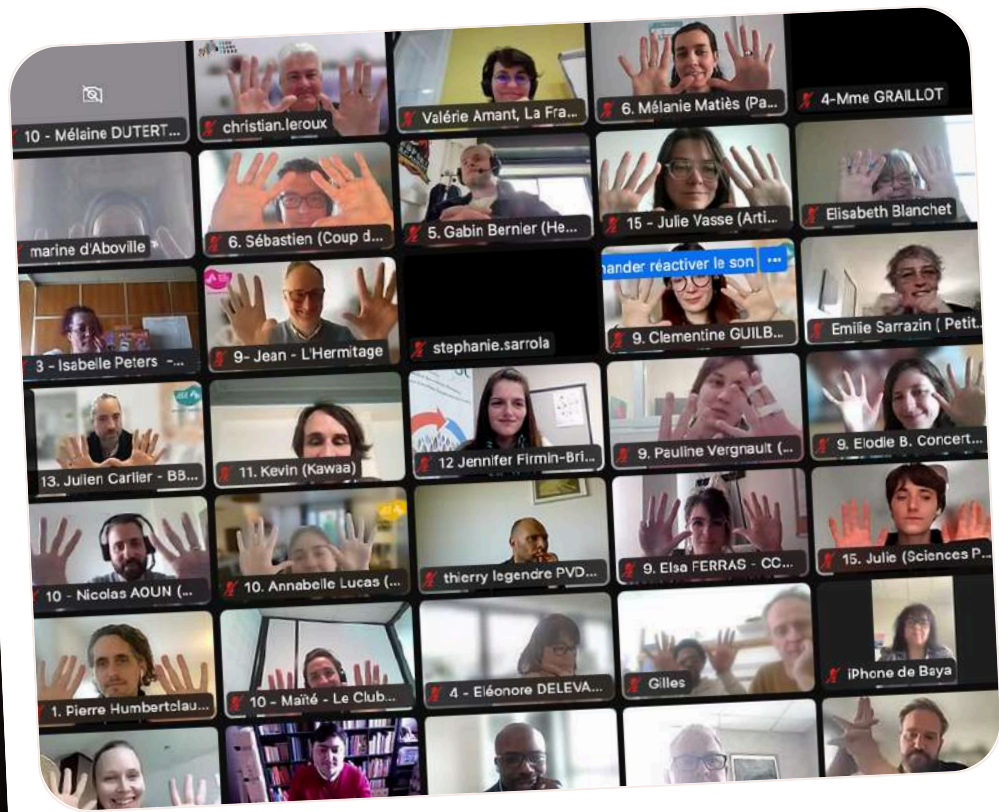 10 - Mélaine DUTERT...
christian.leroux
Valérie Amant, La Fra...
6. Mélanie Matiès (Pa...
4-Mme GRAILLOT
marine d'Aboville
6. Sébastien (Coup d...
5. Gabin Bernier (He...
15 - Julie Vasse (Arti...
Elisabeth Blanchet
3 - Isabelle Peters -...
9- Jean - L'Hermitage
stephanie.sarrola
ander réactiver le son ...
9. Clementine GUILB...
Emilie Sarrazin ( Petit...
13. Julien Carlier - BB...
11. Kevin (Kawaa)
12 Jennifer Firmin-Bri...
9. Pauline Vergnault (...
9. Elodie B. Concert...
10 - Nicolas AOUN (...
10. Annabelle Lucas (...
thierry legendre PVD...
9. Elsa FERRAS - CC...
15. Julie (Sciences P...
1. Pierre Humbertclau...
10 - Maïté - Le Club...
4 - Eléonore DELEVA...
Gilles
iPhone de Baya